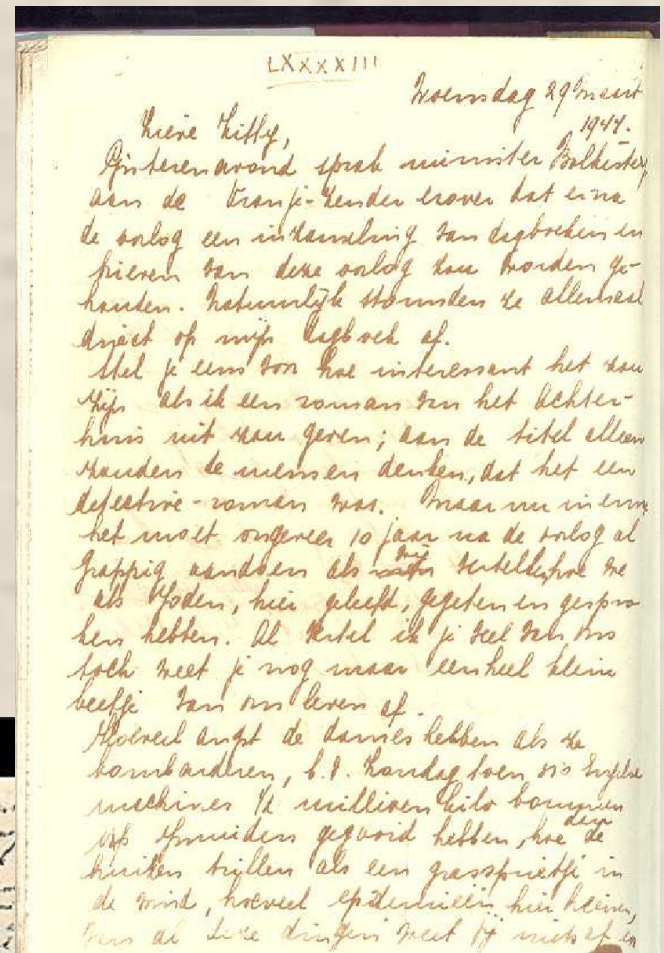 LXXXXIII
Woensdag 29 Maart
1944.
Lieve Kitty,
Gisterenavond sprak minister Bolkestein
aan de Oranje-zender erover dat er na
de oorlog een inzameling van dagboeken en
brieven van deze oorlog zou worden ge-
houden. Natuurlijk stormden ze allemaal
direct op mijn dagboek af.
Stel je eens voor hoe interessant het zou
zijn als ik een roman van het Achter-
huis uit zou geven; aan de titel alleen
zouden de mensen denken, dat het een
detective-roman was. Maar nu in ernst
het moet ongeveer 10 jaar na de oorlog al
grappig aandoen als wij vertellen hoe we
als Joden, hier geleefd, gegeten en gespro
ken hebben. Al vertel ik je veel van ons
toch weet je nog maar een heel klein
beetje van ons leven af.
Hoeveel angst de dames hebben als ze
bombarderen, b.v. Zondag toen 350 Engelse
machines 1/2 millioen kilo bommen
op IJmuiden gegooid hebben, hoe dan de
huizen trillen als een grassprietje in
de wind, hoeveel epidemieën hier heersen,
van al deze dingen weet jij niets af en